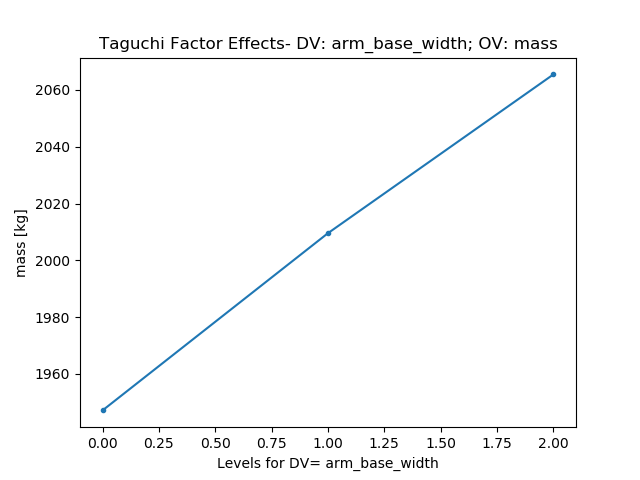 Taguchi Factor Effects- DV: arm_base_width; OV: mass
2060
2040
2020
2000
1980
1960
mass [kg]
0.00 0.25 0.50 0.75 1.00 1.25 1.50 1.75 2.00
Levels for DV= arm_base_width